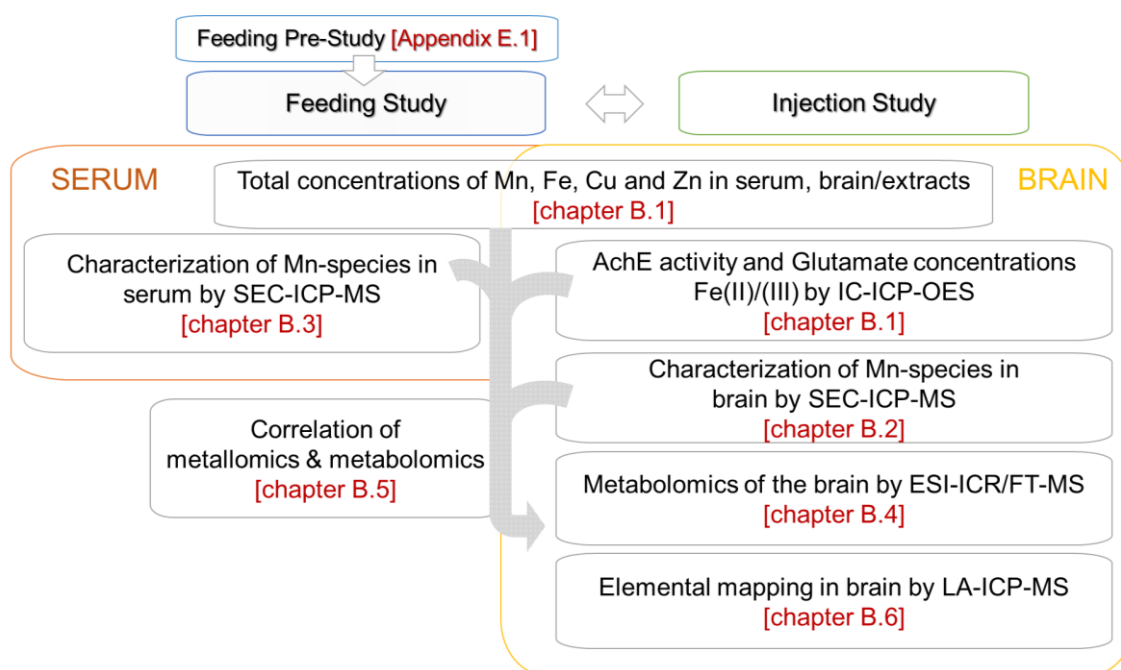 Feeding Pre-Study [Appendix E.1]
Feeding Study
Injection Study
SERUM
BRAIN
Total concentrations of Mn, Fe, Cu and Zn in serum, brain/extracts
[chapter B.1]
Characterization of Mn-species in
serum by SEC-ICP-MS
[chapter B.3]
AchE activity and Glutamate concentrations
Fe(II)/(III) by IC-ICP-OES
[chapter B.1]
Characterization of Mn-species in
brain by SEC-ICP-MS
[chapter B.2]
Correlation of
metallomics & metabolomics
[chapter B.5]
Metabolomics of the brain by ESI-ICR/FT-MS
[chapter B.4]
Elemental mapping in brain by LA-ICP-MS
[chapter B.6]